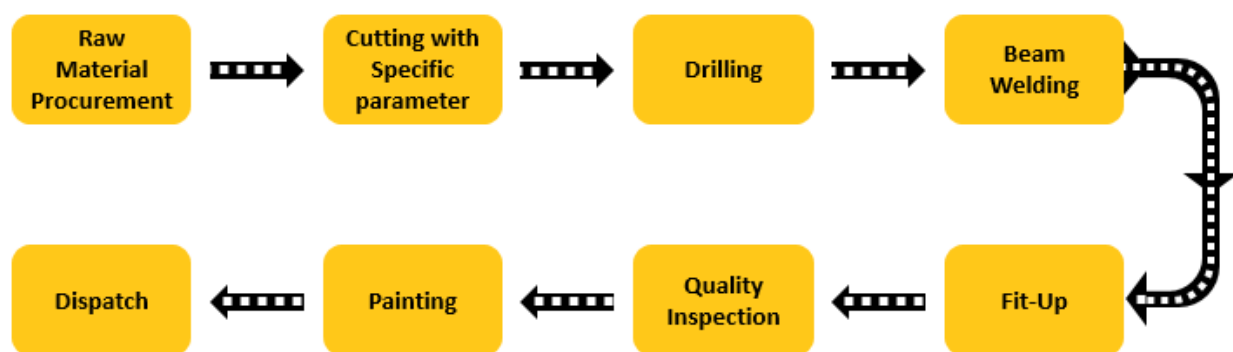 Raw
Material
Procurement
Cutting with
Specific
parameter
Drilling
Beam
Welding
Dispatch
Painting
Quality
Inspection
Fit-Up